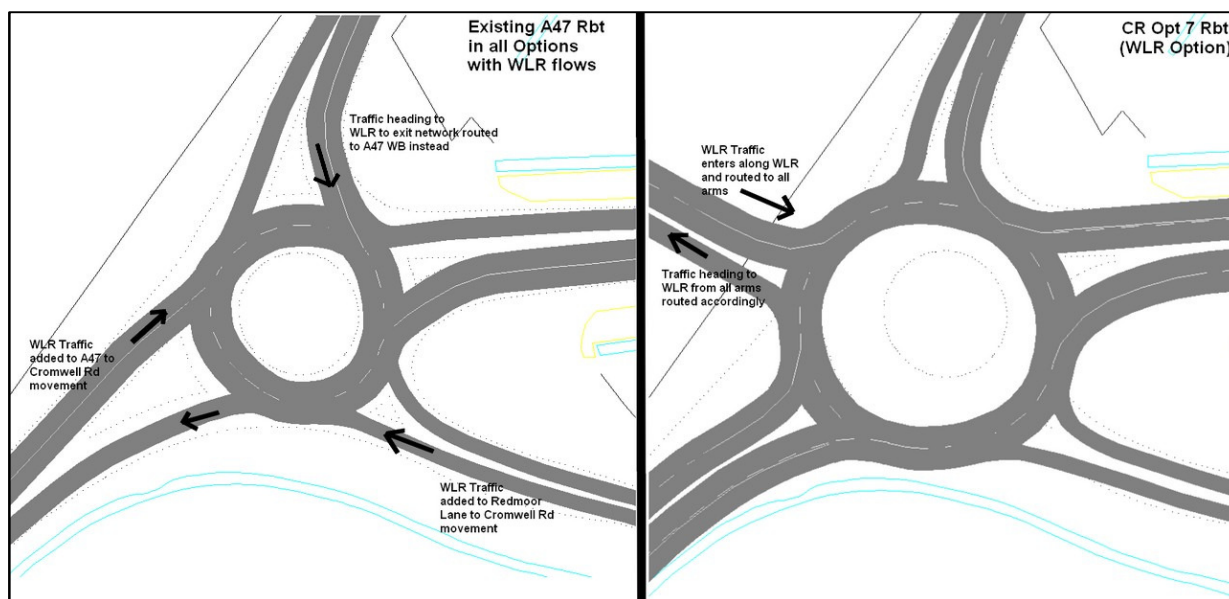 Existing A47 Rbt
in all Options
with WLR flows
Traffic heading to
WLR to exit network routed
to A47 WB instead
WLR Traffic
added to A47 to
Cromwell Rd
movement
WLR Traffic
added to Redmoor
Lane to Cromwell Rd
movement
CR Opt 7 Rbt
(WLR Option)
WLR Traffic
enters along WLR
and routed to all
arms
Traffic heading to
WLR from all arms
routed accordingly